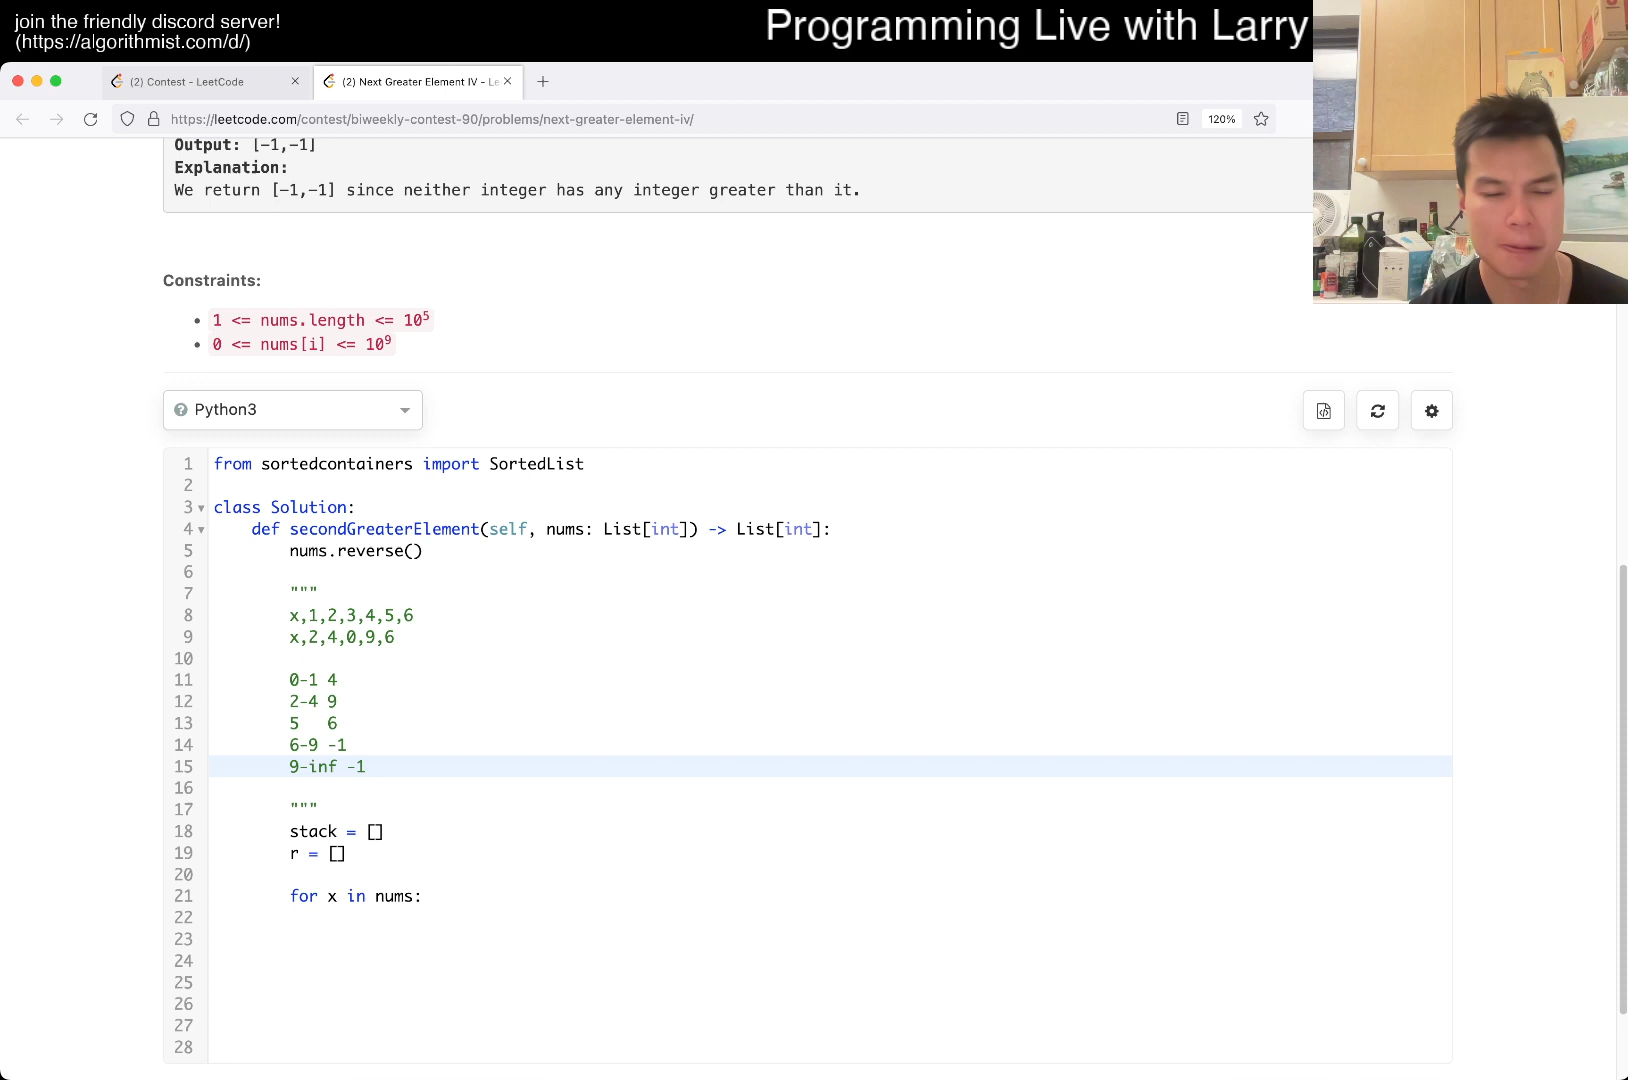 join the friendly discord server!
(https://algorithmist.com/d/)
Programming Live with Larry
(2) Contest - LeetCode
(2) Next Greater Element IV - Le
https://leetcode.com/contest/biweekly-contest-90/problems/next-greater-element-iv/
120%
Output: [-1,-1]
Explanation:
We return [-1,-1] since neither integer has any integer greater than it.
Constraints:
• 1 <= nums.length <= 10⁵
• 0 <= nums[i] <= 10⁹
Python3
1 from sortedcontainers import SortedList
2
3 class Solution:
4 def secondGreaterElement(self, nums: List[int]) -> List[int]:
5 nums.reverse()
6
7 """
8 x,1,2,3,4,5,6
9 x,2,4,0,9,6
10
11 0-1 4
12 2-4 9
13 5 6
14 6-9 -1
15 9-inf -1
16
17 """
18 stack = []
19 r = []
20
21 for x in nums:
22
23
24
25
26
27
28